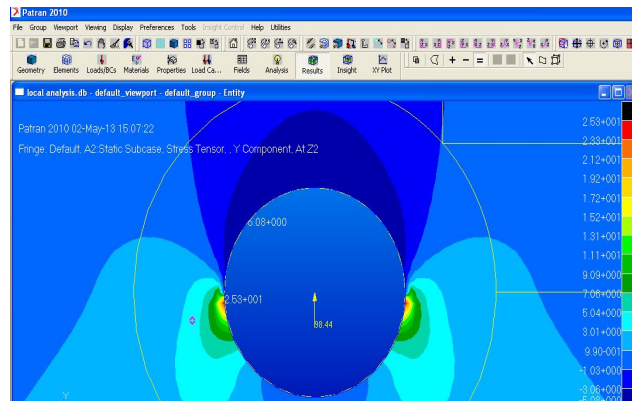 Patran 2010
File Group Viewport Viewing Display Preferences Tools Insight Control Help Utilities
Geometry Elements Loads/BCs Materials Properties Load Ca... Fields Analysis Results Insight XY Plot
local analysis.db - default_viewport - default_group - Entity
Patran 2010 02-May-13 15:07:22
Fringe: Default, A2:Static Subcase, Stress Tensor, , Y Component, At Z2
2.53+001
2.33+001
2.12+001
1.92+001
1.72+001
1.52+001
1.31+001
1.11+001
9.09+000
7.06+000
5.04+000
3.01+000
9.90-001
-1.03+000
-3.06+000
-5.08+000
2.53+001
98.44
Y